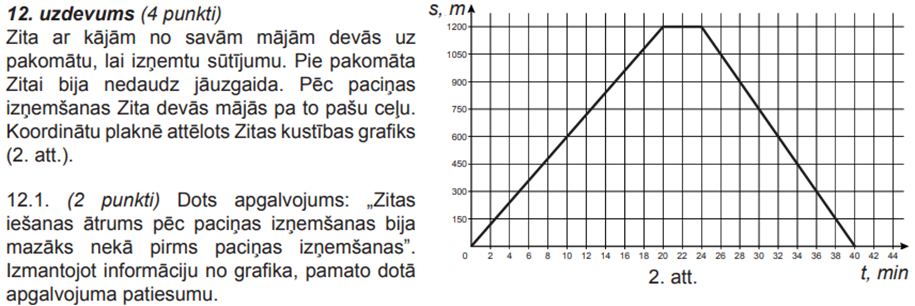 12. uzdevums (4 punkti)
Zita ar kājām no savām mājām devās uz
pakomātu, lai izņemtu sūtījumu. Pie pakomāta
Zitai bija nedaudz jāuzgaida. Pēc paciņas
izņemšanas Zita devās mājās pa to pašu ceļu.
Koordinātu plaknē attēlots Zitas kustības grafiks
(2. att.).
12.1. (2 punkti) Dots apgalvojums: „Zitas
iešanas ātrums pēc paciņas izņemšanas bija
mazāks nekā pirms paciņas izņemšanas”.
Izmantojot informāciju no grafika, pamato dotā
apgalvojuma patiesumu.
s, m
1200
1050
900
750
600
450
300
150
0 2 4 6 8 10 12 14 16 18 20 22 24 26 28 30 32 34 36 38 40 42 44
t, min
2. att.